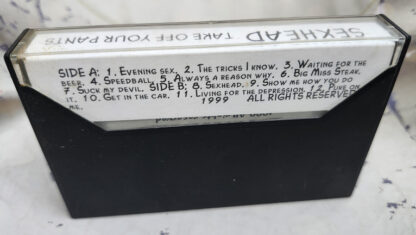 SEXHEAD TAKE OFF YOUR PANTS
SIDE A: 1. EVENING SEX. 2. THE TRICKS I KNOW. 3. WAITING FOR THE
BEER. 4. SPEEDBALL. 5. ALWAYS A REASON WHY. 6. BIG MISS STEAK.
7. SUCK MY DEVIL. SIDE B: 8. SEXHEAD. 9. SHOW ME HOW YOU DO
IT. 10. GET IN THE CAR. 11. LIVING FOR THE DEPRESSION. 12. PUKE ON
ME. 1999 ALL RIGHTS RESERVED